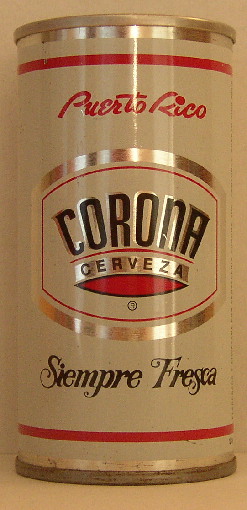 Puerto Rico
CORONA
CERVEZA
®
Siempre Fresca